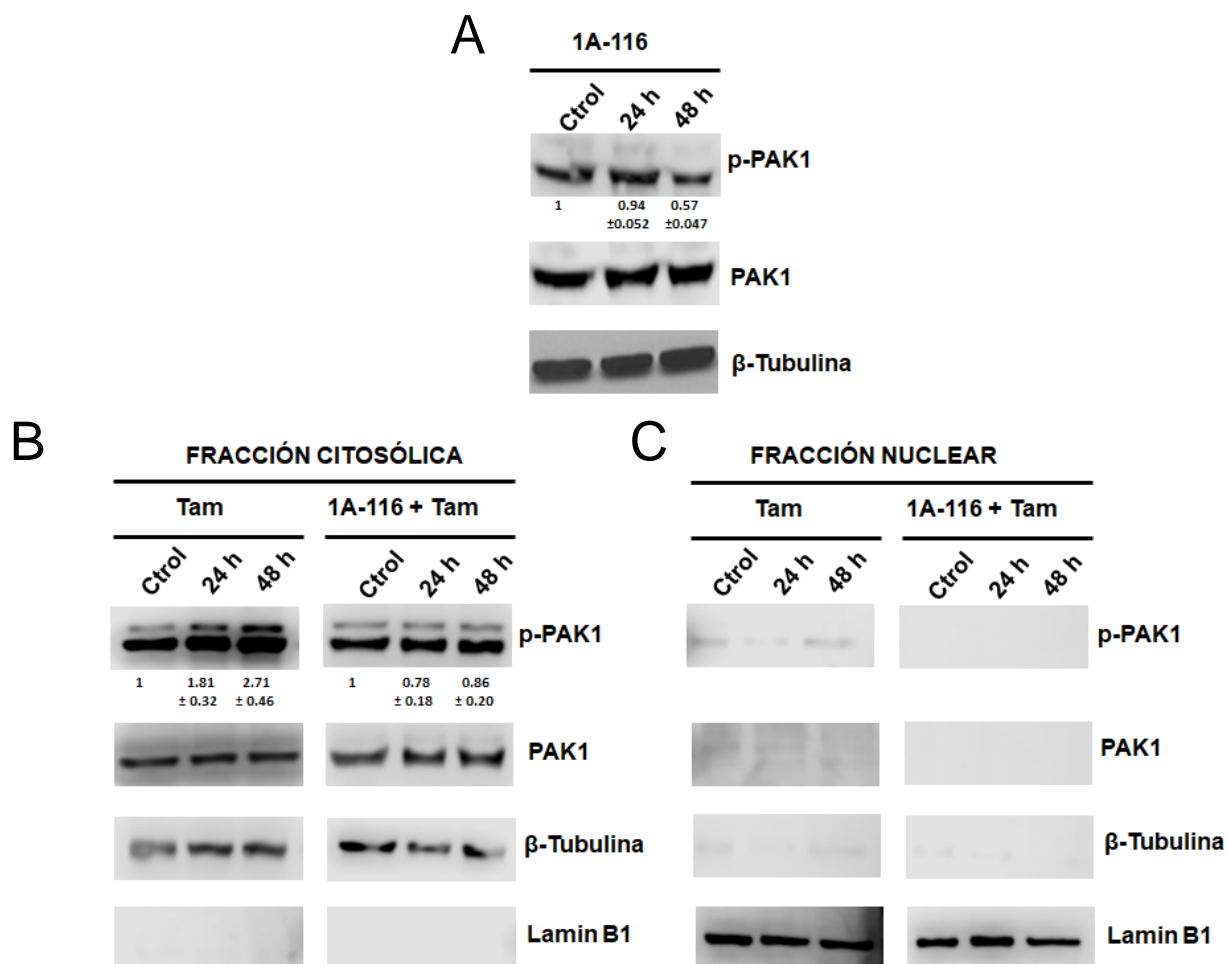 A
1A-116
Ctrol 24 h 48 h
p-PAK1
1 0.94 0.57
±0.052 ±0.047
PAK1
β-Tubulina
B
FRACCIÓN CITOSÓLICA
Tam 1A-116 + Tam
Ctrol 24 h 48 h Ctrol 24 h 48 h
p-PAK1
1 1.81 2.71 1 0.78 0.86
± 0.32 ± 0.46 ± 0.18 ± 0.20
PAK1
β-Tubulina
Lamin B1
C
FRACCIÓN NUCLEAR
Tam 1A-116 + Tam
Ctrol 24 h 48 h Ctrol 24 h 48 h
p-PAK1
PAK1
β-Tubulina
Lamin B1